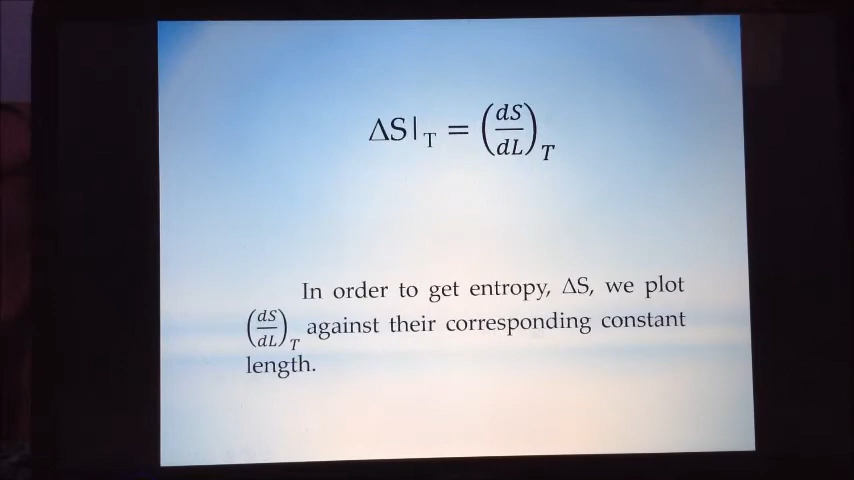 ΔS|T = (dS/dL)T
In order to get entropy, ΔS, we plot
(dS/dL)T against their corresponding constant
length.